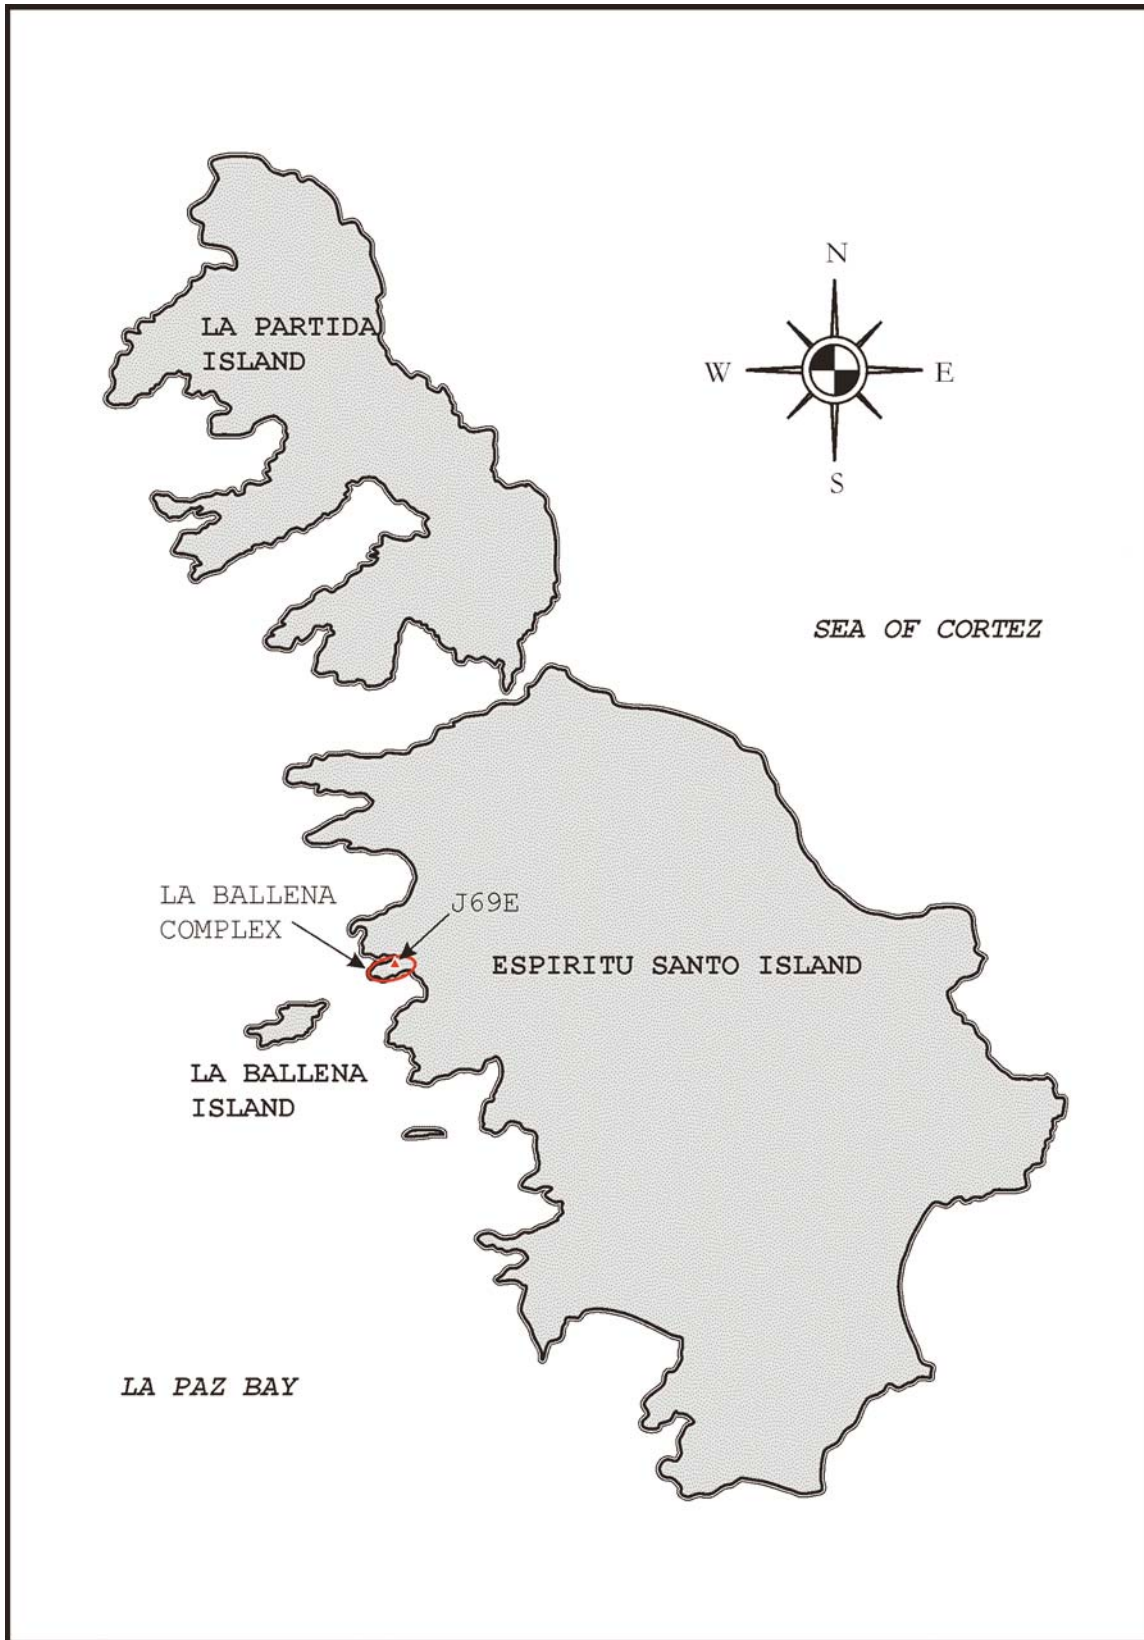 N
LA PARTIDA
ISLAND
W
E
S
SEA OF CORTEZ
LA BALLENA
COMPLEX
J69E
ESPIRITU SANTO ISLAND
LA BALLENA
ISLAND
LA PAZ BAY